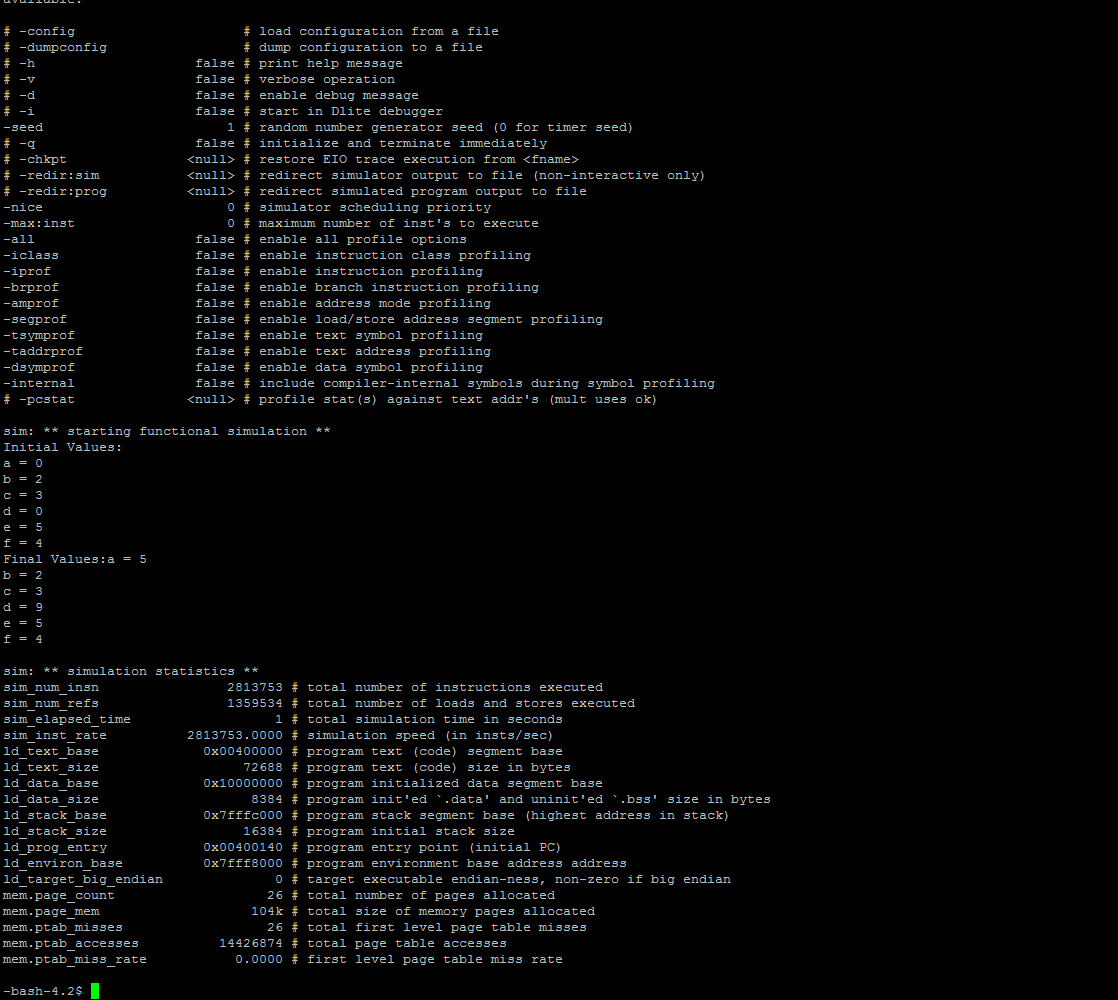 available.
# -config # load configuration from a file
# -dumpconfig # dump configuration to a file
# -h false # print help message
# -v false # verbose operation
# -d false # enable debug message
# -i false # start in Dlite debugger
-seed 1 # random number generator seed (0 for timer seed)
# -q false # initialize and terminate immediately
# -chkpt <null> # restore EIO trace execution from <fname>
# -redir:sim <null> # redirect simulator output to file (non-interactive only)
# -redir:prog <null> # redirect simulated program output to file
-nice 0 # simulator scheduling priority
-max:inst 0 # maximum number of inst's to execute
-all false # enable all profile options
-iclass false # enable instruction class profiling
-iprof false # enable instruction profiling
-brprof false # enable branch instruction profiling
-amprof false # enable address mode profiling
-segprof false # enable load/store address segment profiling
-tsymprof false # enable text symbol profiling
-taddrprof false # enable text address profiling
-dsymprof false # enable data symbol profiling
-internal false # include compiler-internal symbols during symbol profiling
# -pcstat <null> # profile stat(s) against text addr's (mult uses ok)
sim: ** starting functional simulation **
Initial Values:
a = 0
b = 2
c = 3
d = 0
e = 5
f = 4
Final Values:a = 5
b = 2
c = 3
d = 9
e = 5
f = 4
sim: ** simulation statistics **
sim_num_insn 2813753 # total number of instructions executed
sim_num_refs 1359534 # total number of loads and stores executed
sim_elapsed_time 1 # total simulation time in seconds
sim_inst_rate 2813753.0000 # simulation speed (in insts/sec)
ld_text_base 0x00400000 # program text (code) segment base
ld_text_size 72688 # program text (code) size in bytes
ld_data_base 0x10000000 # program initialized data segment base
ld_data_size 8384 # program init'ed `.data' and uninit'ed `.bss' size in bytes
ld_stack_base 0x7fffc000 # program stack segment base (highest address in stack)
ld_stack_size 16384 # program initial stack size
ld_prog_entry 0x00400140 # program entry point (initial PC)
ld_environ_base 0x7fff8000 # program environment base address address
ld_target_big_endian 0 # target executable endian-ness, non-zero if big endian
mem.page_count 26 # total number of pages allocated
mem.page_mem 104k # total size of memory pages allocated
mem.ptab_misses 26 # total first level page table misses
mem.ptab_accesses 14426874 # total page table accesses
mem.ptab_miss_rate 0.0000 # first level page table miss rate
-bash-4.2$